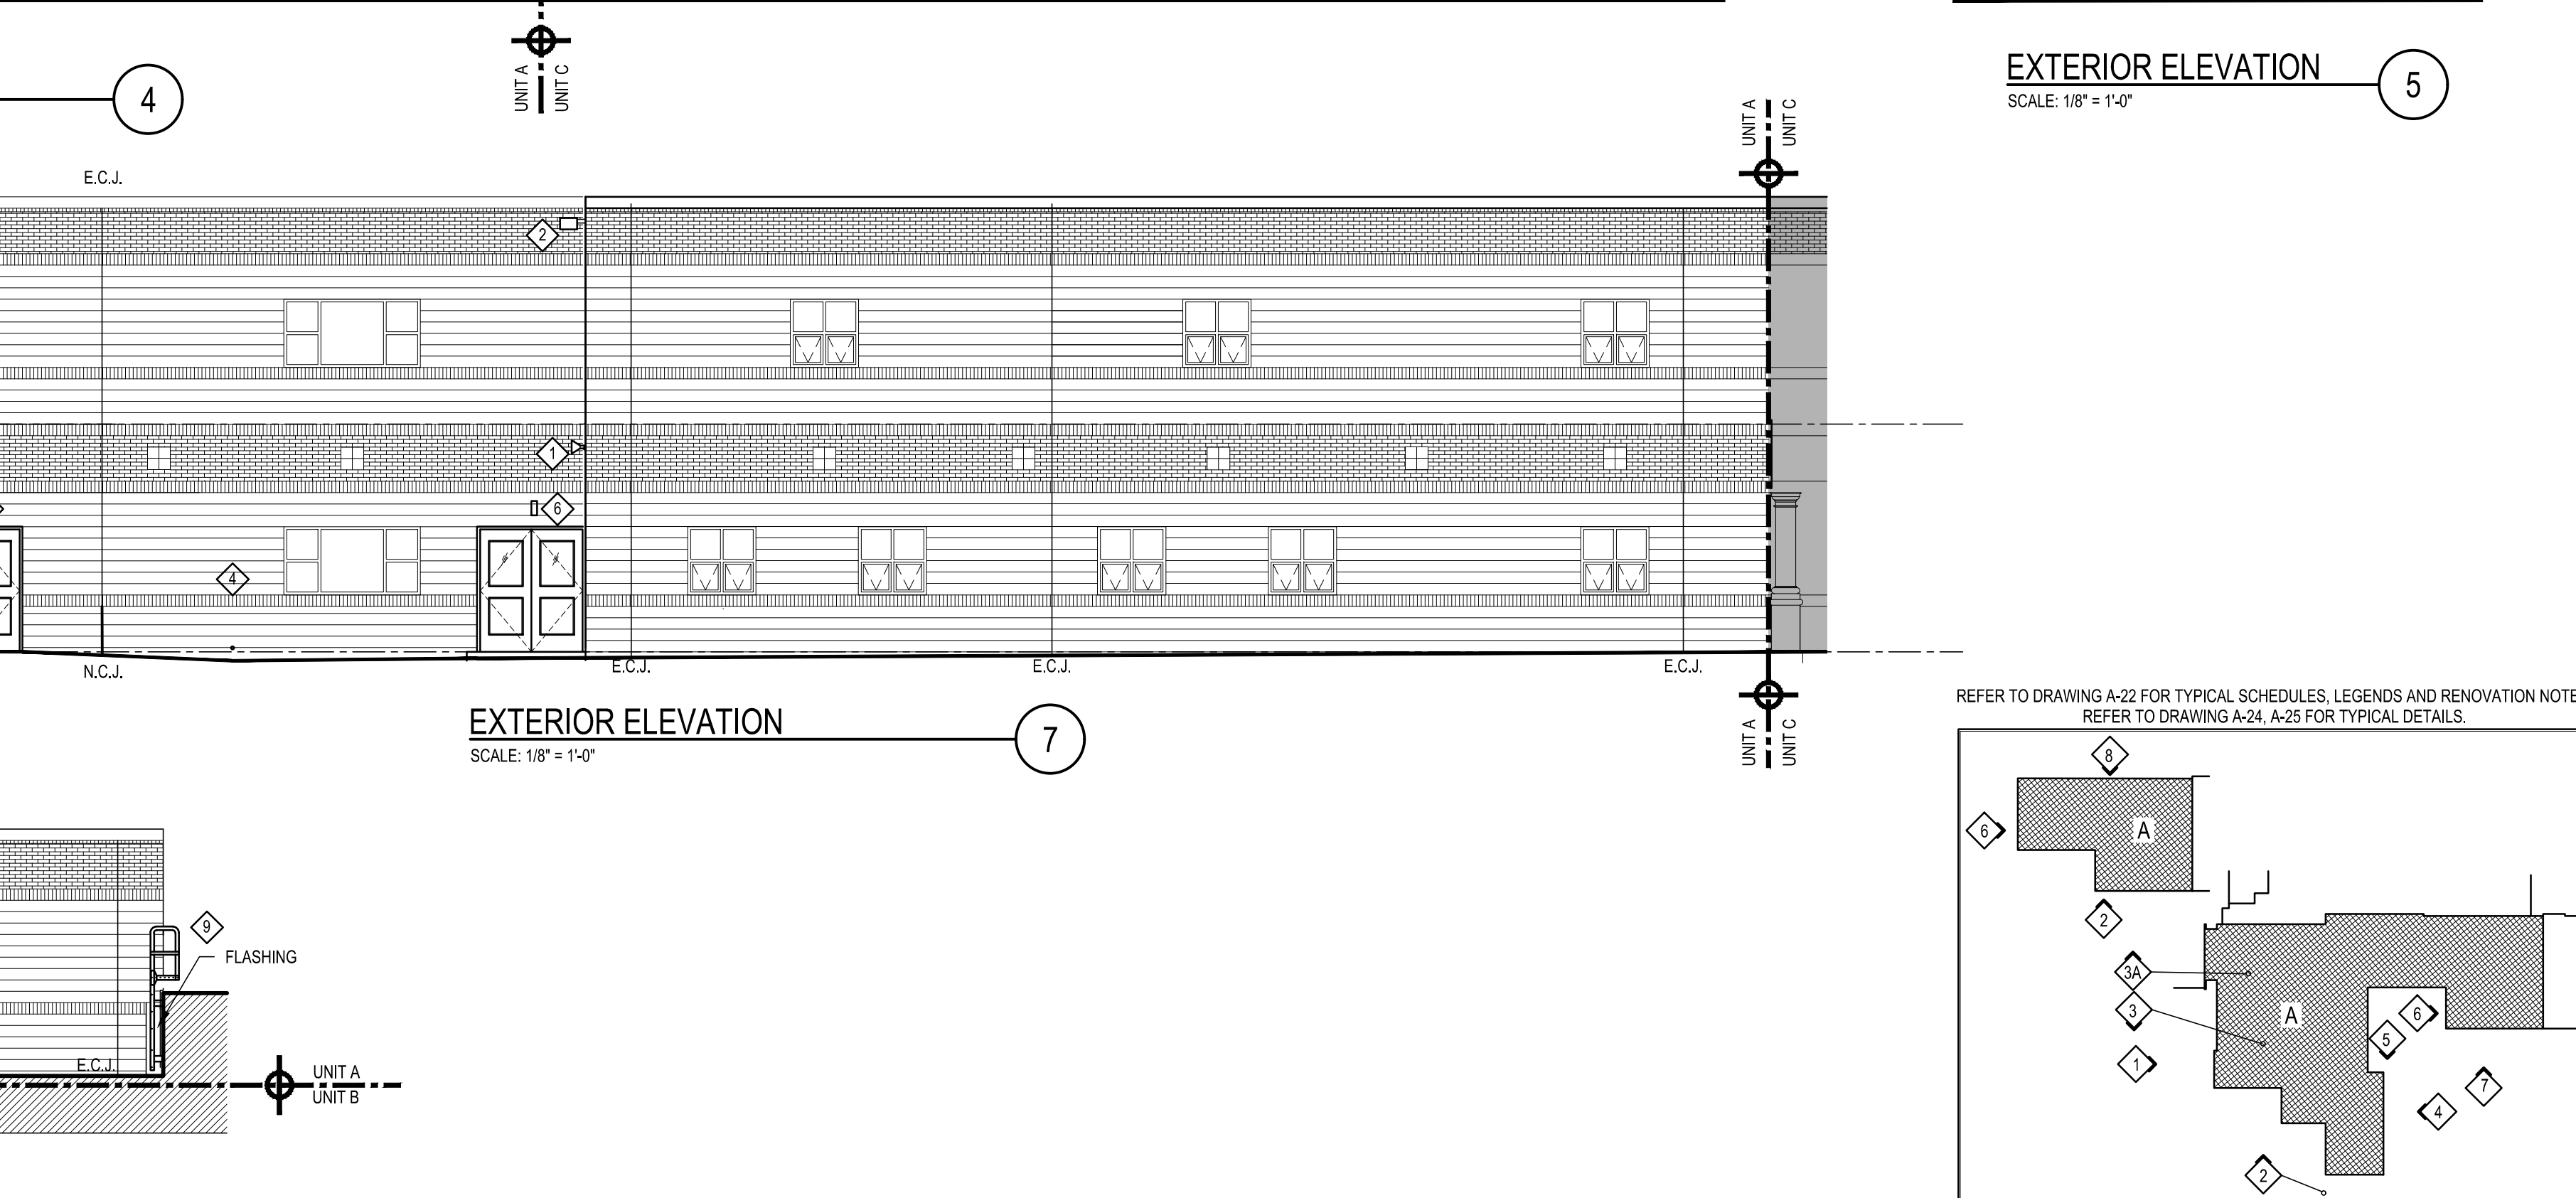 UNIT A
UNIT C
4
EXTERIOR ELEVATION
SCALE: 1/8" = 1'-0"
5
UNIT A
UNIT C
E.C.J.
2
1
6
4
N.C.J.
E.C.J.
E.C.J.
E.C.J.
EXTERIOR ELEVATION
SCALE: 1/8" = 1'-0"
7
UNIT A
UNIT C
REFER TO DRAWING A-22 FOR TYPICAL SCHEDULES, LEGENDS AND RENOVATION NOTE
REFER TO DRAWING A-24, A-25 FOR TYPICAL DETAILS.
9
FLASHING
E.C.J.
UNIT A
UNIT B
8
6
A
2
3A
3
A
6
5
1
7
4
2